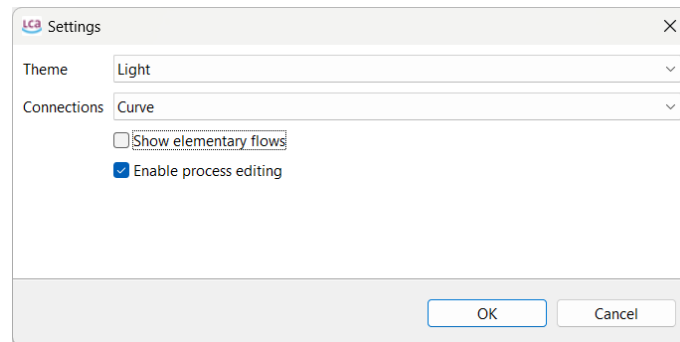 LCA Settings
Theme Light
Connections Curve
Show elementary flows
Enable process editing
OK Cancel